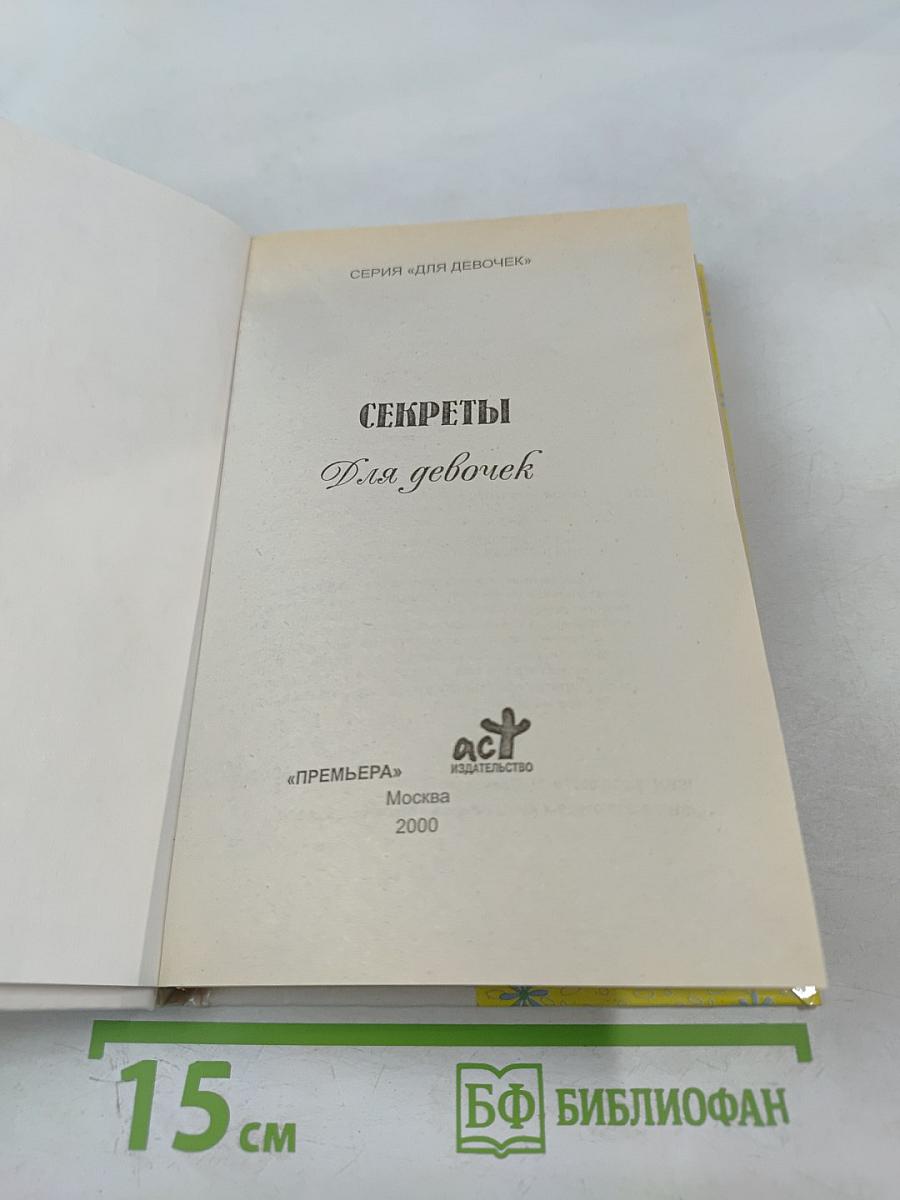 СЕРИЯ «ДЛЯ ДЕВОЧЕК»
СЕКРЕТЫ
Для девочек
«ПРЕМЬЕРА»
аст
ИЗДАТЕЛЬСТВО
Москва
2000
15 см
БФ БИБЛИОФАН